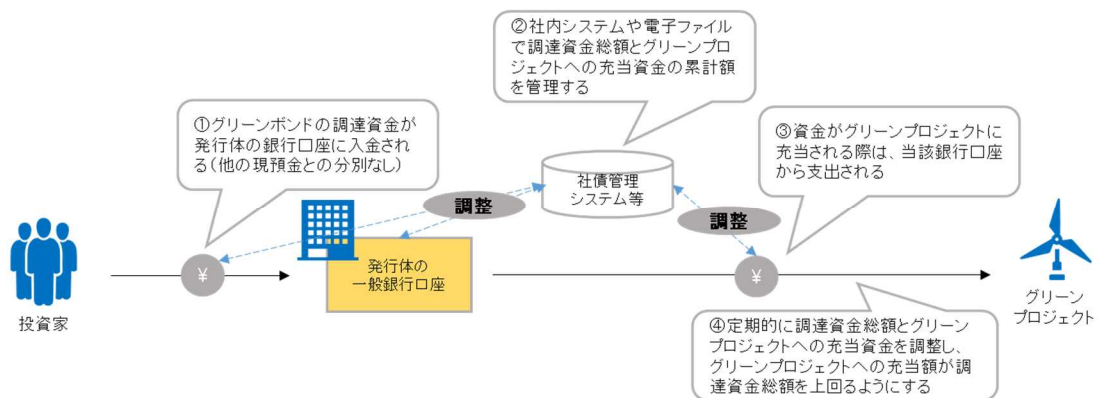 ②社内システムや電子ファイル
で調達資金総額とグリーンプロ
ジェクトへの充当資金の累計額
を管理する
①グリーンボンドの調達資金が
発行体の銀行口座に入金され
る(他の現預金との分別なし)
③資金がグリーンプロジェクトに
充当される際は、当該銀行口座
から支出される
社債管理
システム等
調整
調整
¥
発行体の
一般銀行口座
¥
投資家
グリーン
プロジェクト
④定期的に調達資金総額とグリーン
プロジェクトへの充当資金を調整し、
グリーンプロジェクトへの充当額が調
達資金総額を上回るようにする